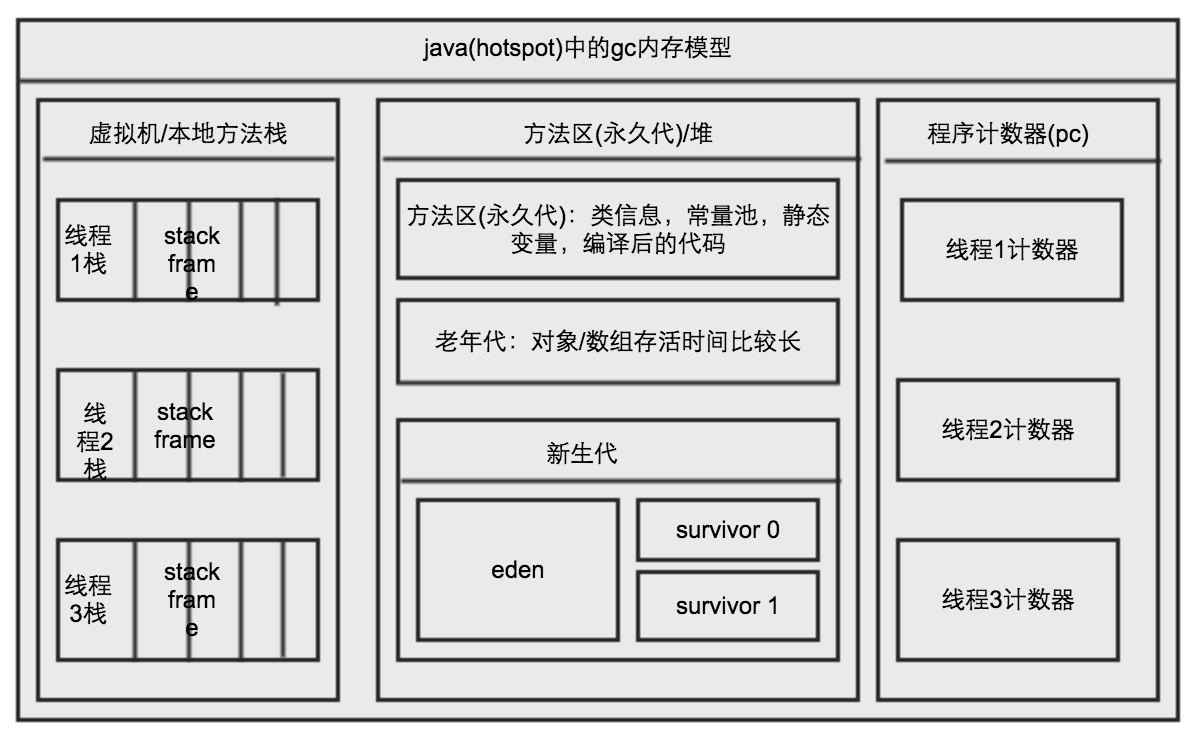 java(hotspot)中的gc内存模型
虚拟机/本地方法栈
线程
1栈
stack
fram
e
线
程2
栈
stack
frame
线程
3栈
stack
fram
e
方法区(永久代)/堆
方法区(永久代)：类信息，常量池，静态
变量，编译后的代码
老年代：对象/数组存活时间比较长
新生代
eden
survivor 0
survivor 1
程序计数器(pc)
线程1计数器
线程2计数器
线程3计数器